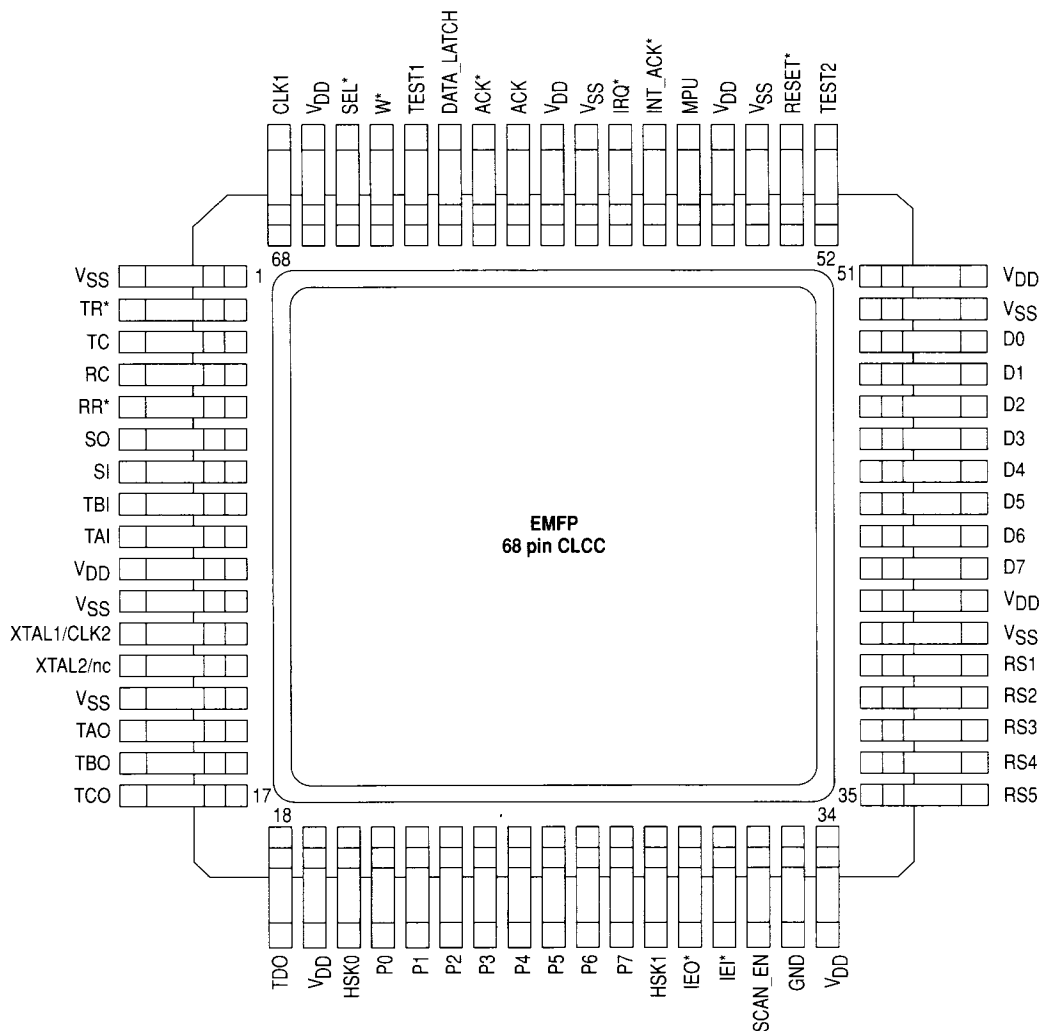 CLK1
VDD
SEL*
W*
TEST1
DATA_LATCH
ACK*
ACK
VDD
VSS
IRQ*
INT_ACK*
MPU
VDD
VSS
RESET*
TEST2
68
52
VSS
TR*
TC
RC
RR*
SO
SI
TBI
TAI
VDD
VSS
XTAL1/CLK2
XTAL2/nc
VSS
TAO
TBO
TCO
1
17
EMFP
68 pin CLCC
51
35
VDD
VSS
D0
D1
D2
D3
D4
D5
D6
D7
VDD
VSS
RS1
RS2
RS3
RS4
RS5
18
34
TDO
VDD
HSK0
P0
P1
P2
P3
P4
P5
P6
P7
HSK1
IEO*
IEI*
SCAN_EN
GND
VDD